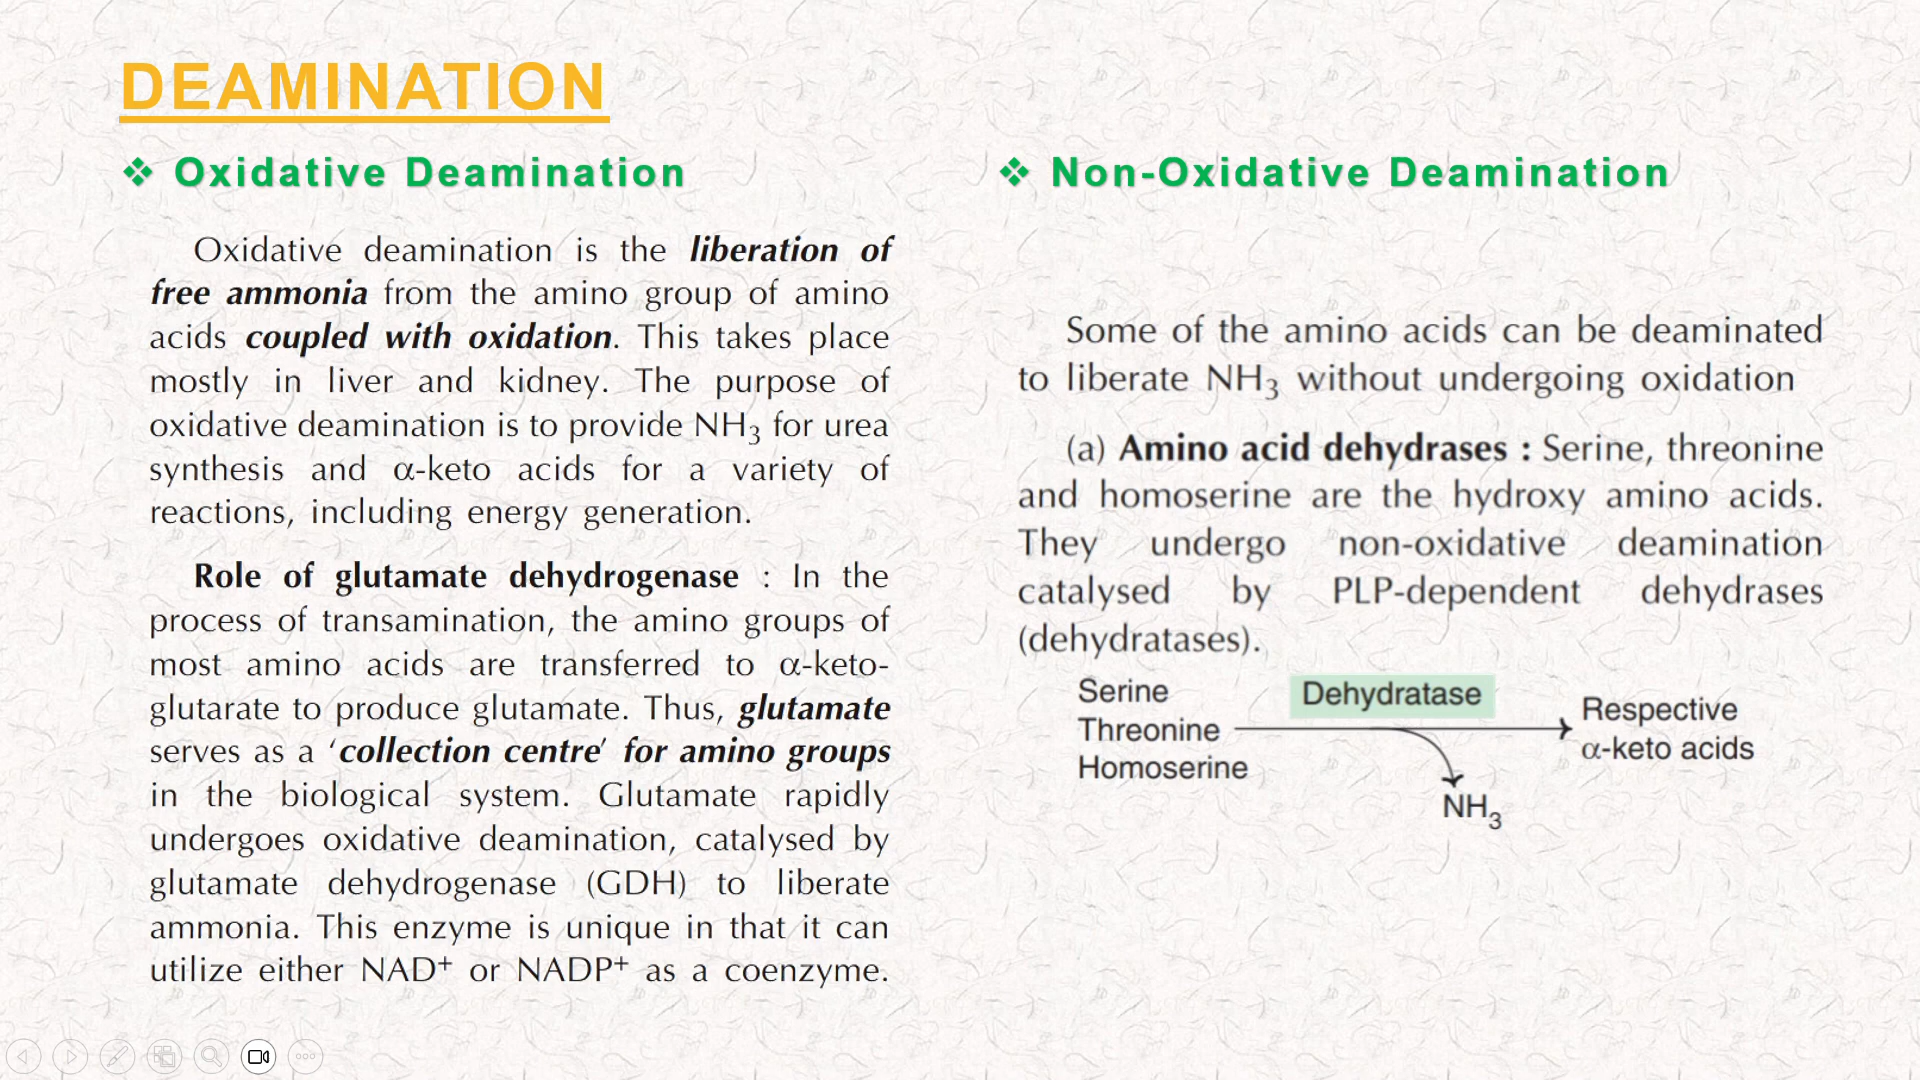 DEAMINATION
❖ Oxidative Deamination
Oxidative deamination is the liberation of
free ammonia from the amino group of amino
acids coupled with oxidation. This takes place
mostly in liver and kidney. The purpose of
oxidative deamination is to provide NH₃ for urea
synthesis and α-keto acids for a variety of
reactions, including energy generation.
Role of glutamate dehydrogenase : In the
process of transamination, the amino groups of
most amino acids are transferred to α-keto-
glutarate to produce glutamate. Thus, glutamate
serves as a ‘collection centre’ for amino groups
in the biological system. Glutamate rapidly
undergoes oxidative deamination, catalysed by
glutamate dehydrogenase (GDH) to liberate
ammonia. This enzyme is unique in that it can
utilize either NAD⁺ or NADP⁺ as a coenzyme.
❖ Non-Oxidative Deamination
Some of the amino acids can be deaminated
to liberate NH₃ without undergoing oxidation
(a) Amino acid dehydrases : Serine, threonine
and homoserine are the hydroxy amino acids.
They undergo non-oxidative deamination
catalysed by PLP-dependent dehydrases
(dehydratases).
Serine
Threonine
Homoserine
Dehydratase
Respective
α-keto acids
NH₃